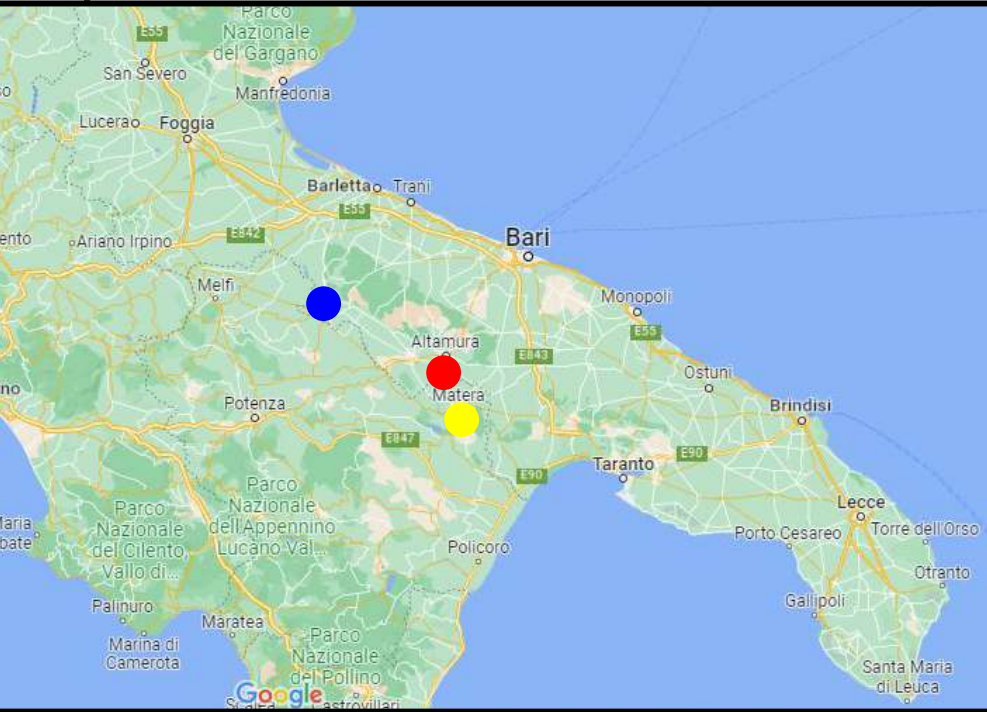 Parco
Nazionale
del Gargano
E55
San Severo
Manfredonia
Lucera
Foggia
Barletta
Trani
E55
E842
Ariano Irpino
Bari
Melfi
Monopoli
E55
Altamura
E843
Ostuni
Matera
Potenza
Brindisi
E847
E90
Taranto
E90
Parco
Nazionale
dell'Appennino
Lucano Val...
Parco
Nazionale
del Cilento
Vallo di...
Lecce
Torre dell'Orso
Porto Cesareo
Policoro
Otranto
Palinuro
Gallipoli
Maratea
Marina di
Camerota
Parco
Nazionale
del Pollino
Santa Maria
di Leuca
Google